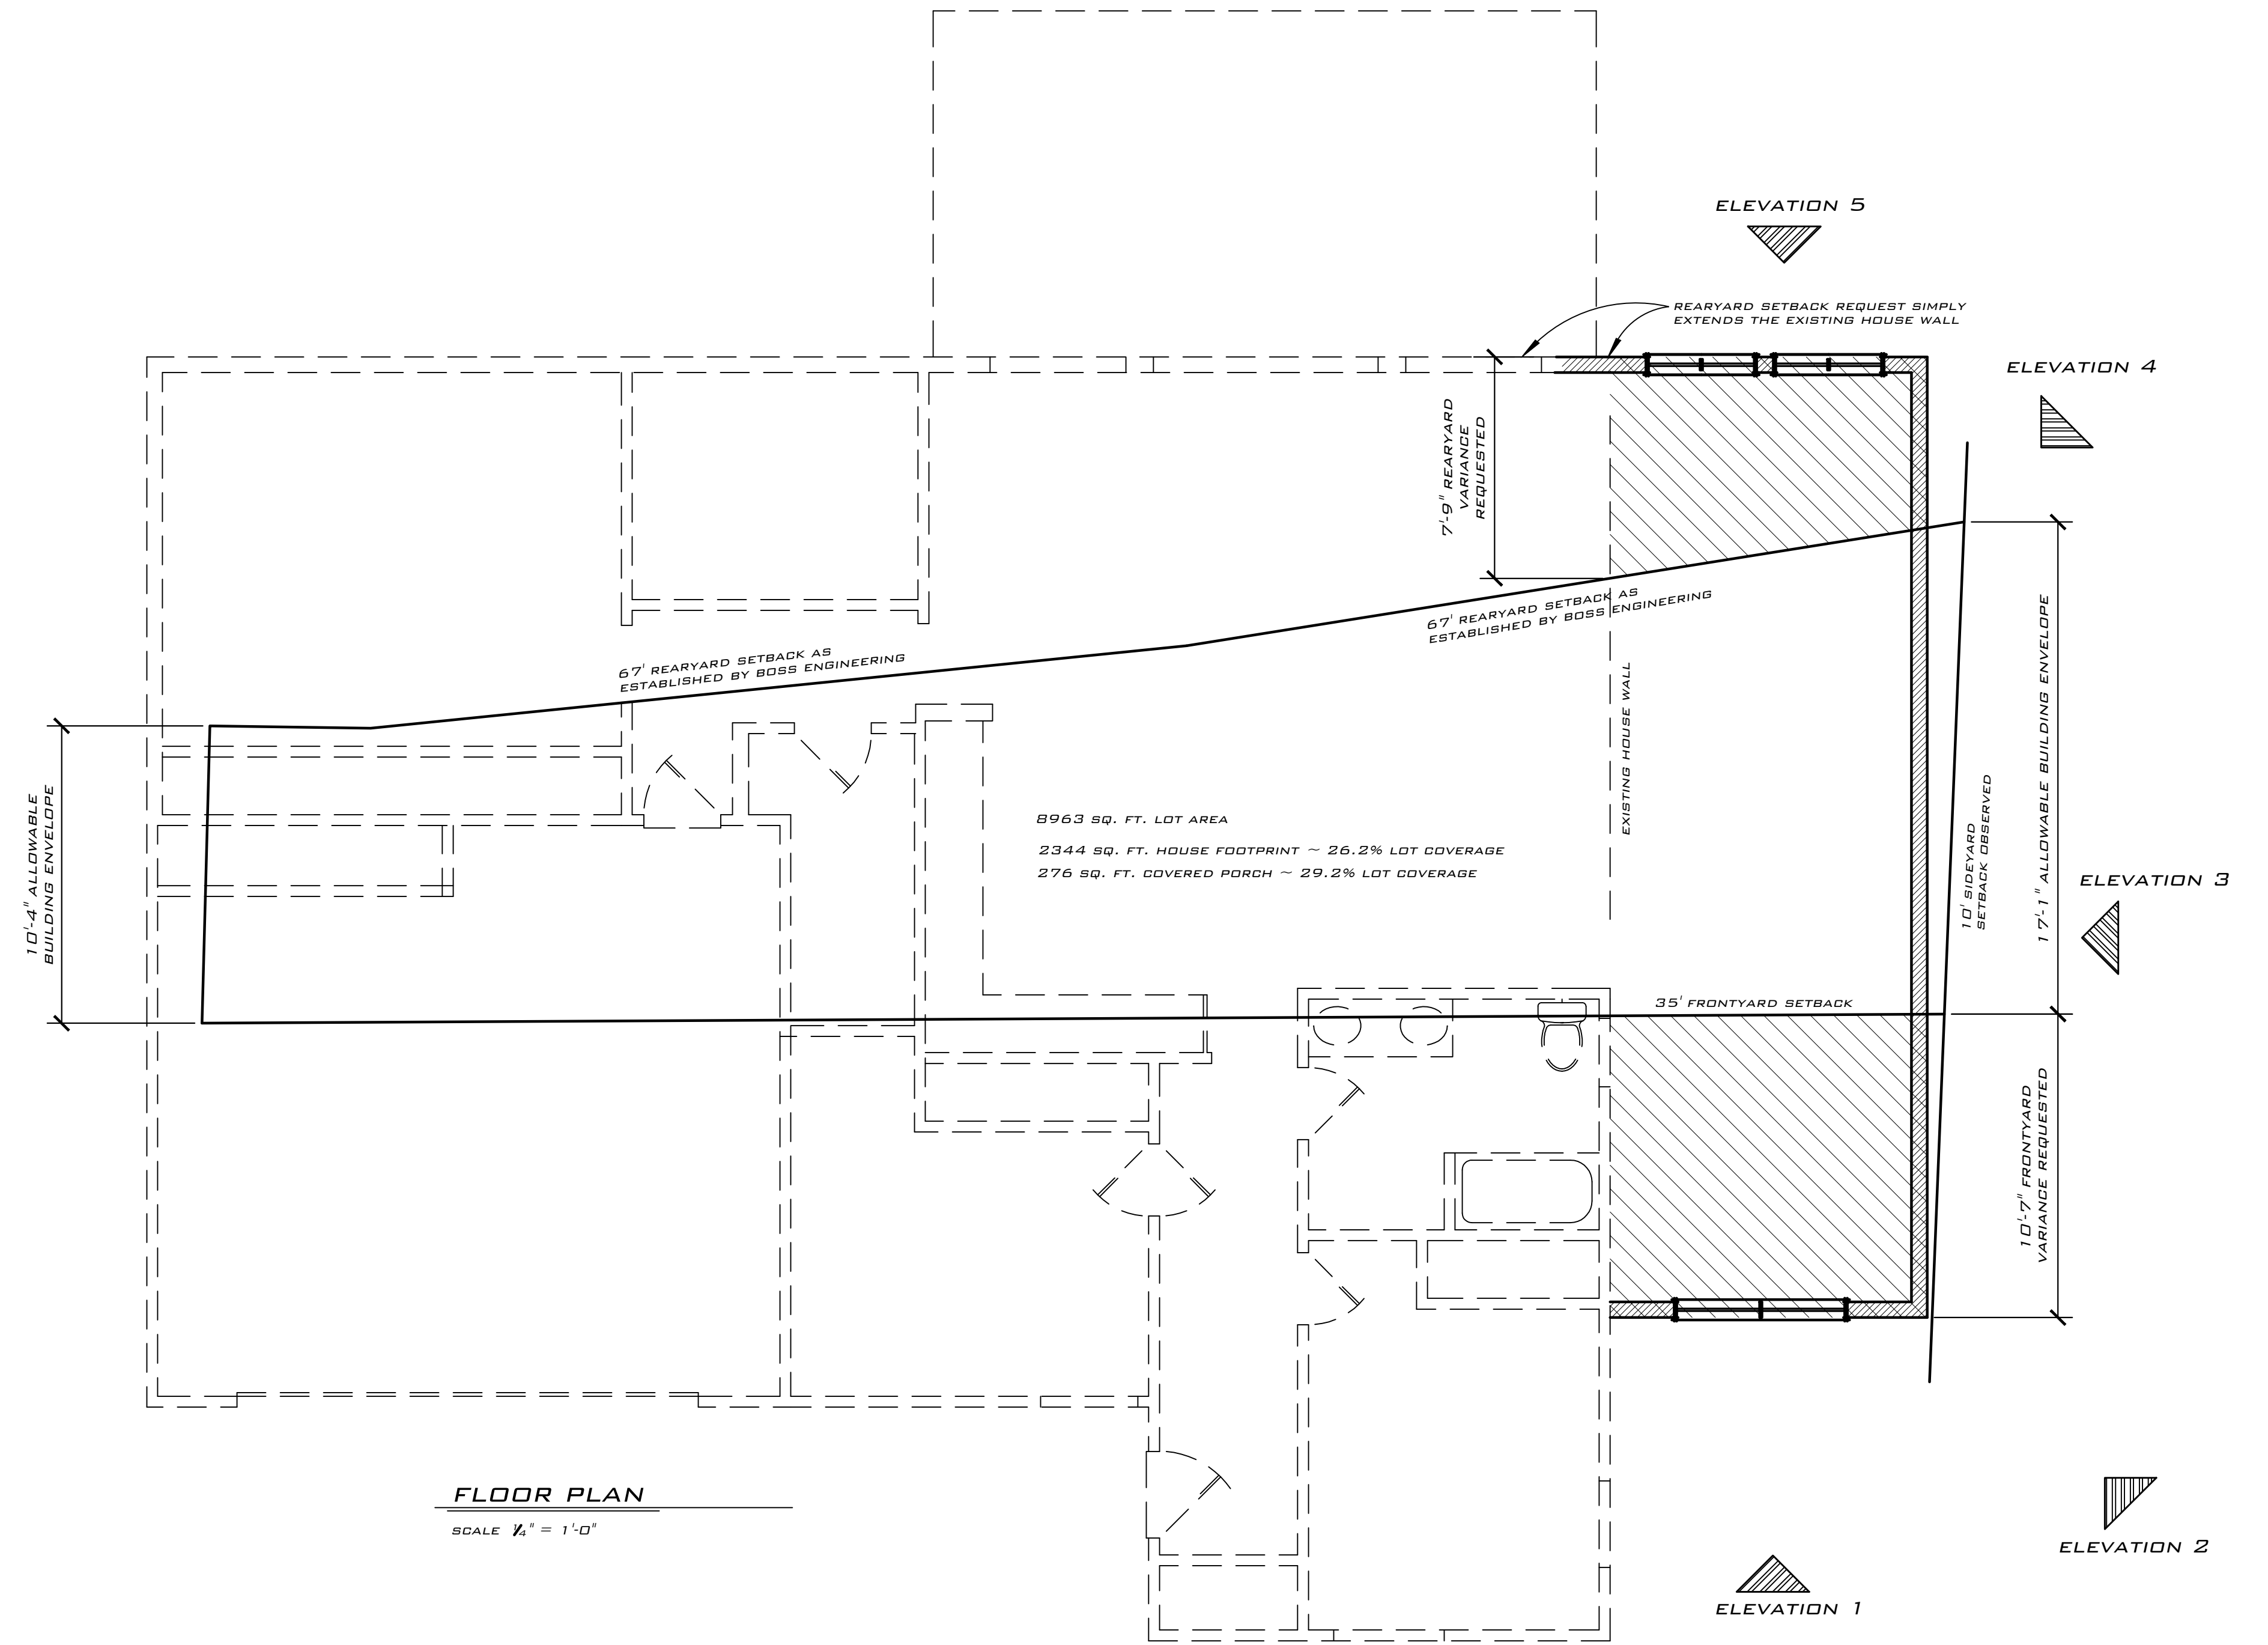 ELEVATION 5
REARYARD SETBACK REQUEST SIMPLY
EXTENDS THE EXISTING HOUSE WALL
ELEVATION 4
7'-9" REARYARD
VARIANCE
REQUESTED
67' REARYARD SETBACK AS
ESTABLISHED BY BOSS ENGINEERING
67' REARYARD SETBACK AS
ESTABLISHED BY BOSS ENGINEERING
EXISTING HOUSE WALL
10'-4" ALLOWABLE
BUILDING ENVELOPE
8963 SQ. FT. LOT AREA
2344 SQ. FT. HOUSE FOOTPRINT ~ 26.2% LOT COVERAGE
276 SQ. FT. COVERED PORCH ~ 29.2% LOT COVERAGE
10' SIDEYARD
SETBACK OBSERVED
17'-1" ALLOWABLE BUILDING ENVELOPE
ELEVATION 3
35' FRONTYARD SETBACK
10'-7" FRONTYARD
VARIANCE REQUESTED
FLOOR PLAN
SCALE ¼" = 1'-0"
ELEVATION 2
ELEVATION 1